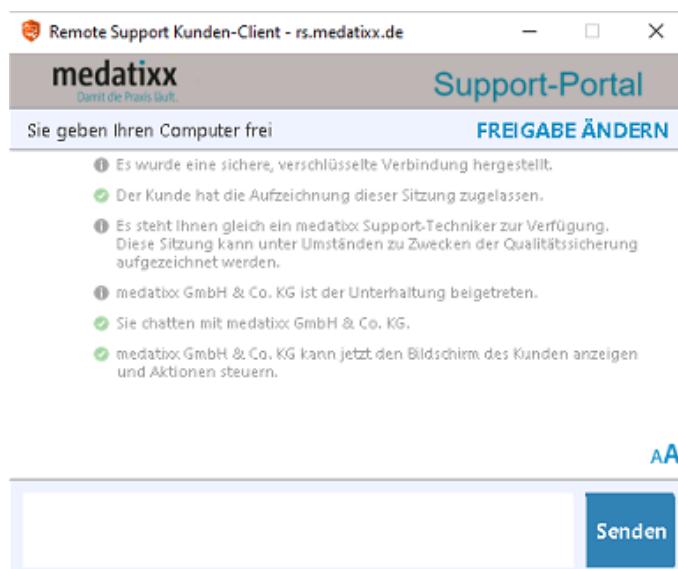 Remote Support Kunden-Client - rs.medatixx.de
medatixx
Damit die Praxis läuft.
Support-Portal
Sie geben Ihren Computer frei
FREIGABE ÄNDERN
Es wurde eine sichere, verschlüsselte Verbindung hergestellt.
Der Kunde hat die Aufzeichnung dieser Sitzung zugelassen.
Es steht Ihnen gleich ein medatixx Support-Techniker zur Verfügung.
Diese Sitzung kann unter Umständen zu Zwecken der Qualitätssicherung
aufgezeichnet werden.
medatixx GmbH & Co. KG ist der Unterhaltung beigetreten.
Sie chatten mit medatixx GmbH & Co. KG.
medatixx GmbH & Co. KG kann jetzt den Bildschirm des Kunden anzeigen
und Aktionen steuern.
AA
Senden